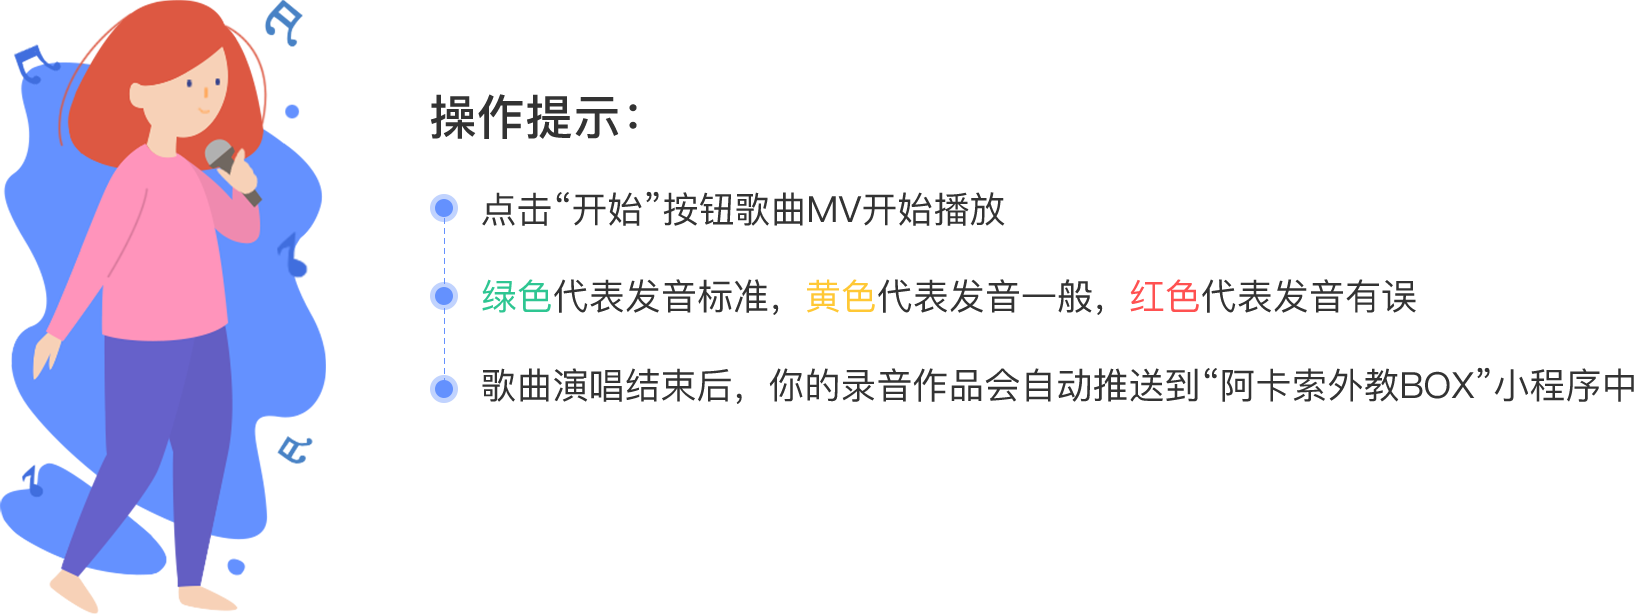 操作提示：
点击“开始”按钮歌曲MV开始播放
绿色代表发音标准，黄色代表发音一般，红色代表发音有误
歌曲演唱结束后，你的录音作品会自动推送到“阿卡索外教BOX”小程序中